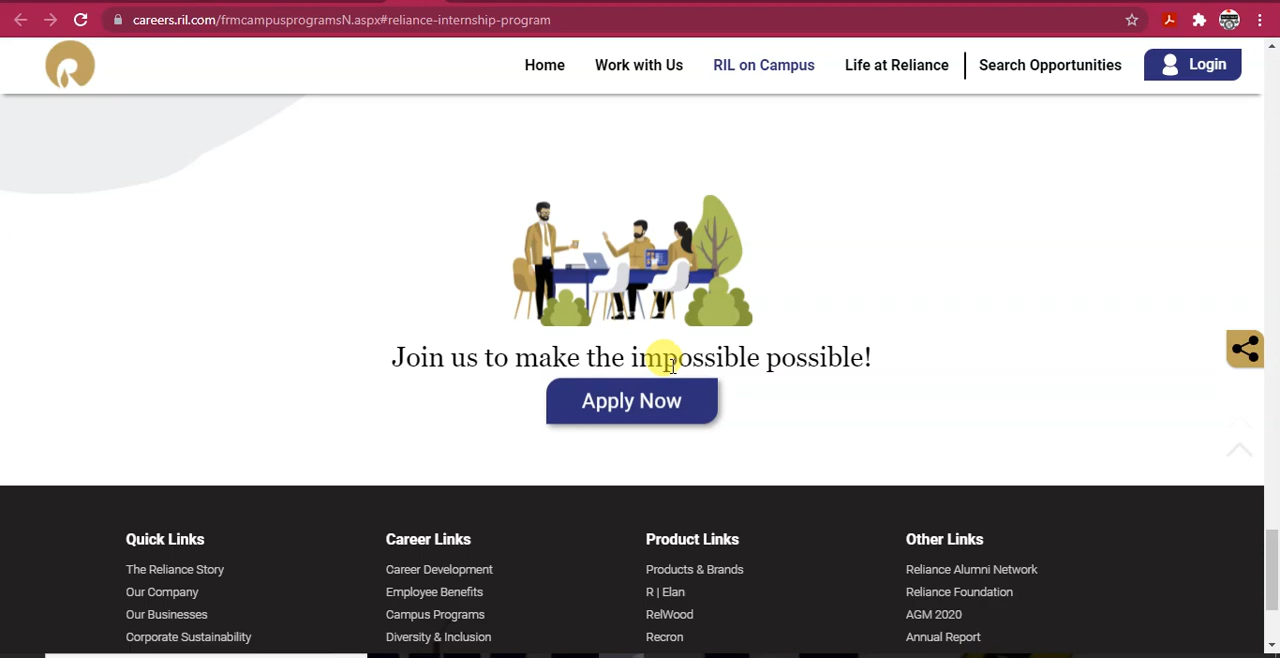 careers.ril.com/frmcampusprogramsN.aspx#reliance-internship-program
Home Work with Us RIL on Campus Life at Reliance Search Opportunities Login
Join us to make the impossible possible!
Apply Now
Quick Links Career Links Product Links Other Links
The Reliance Story Career Development Products & Brands Reliance Alumni Network
Our Company Employee Benefits R | Elan Reliance Foundation
Our Businesses Campus Programs RelWood AGM 2020
Corporate Sustainability Diversity & Inclusion Recron Annual Report